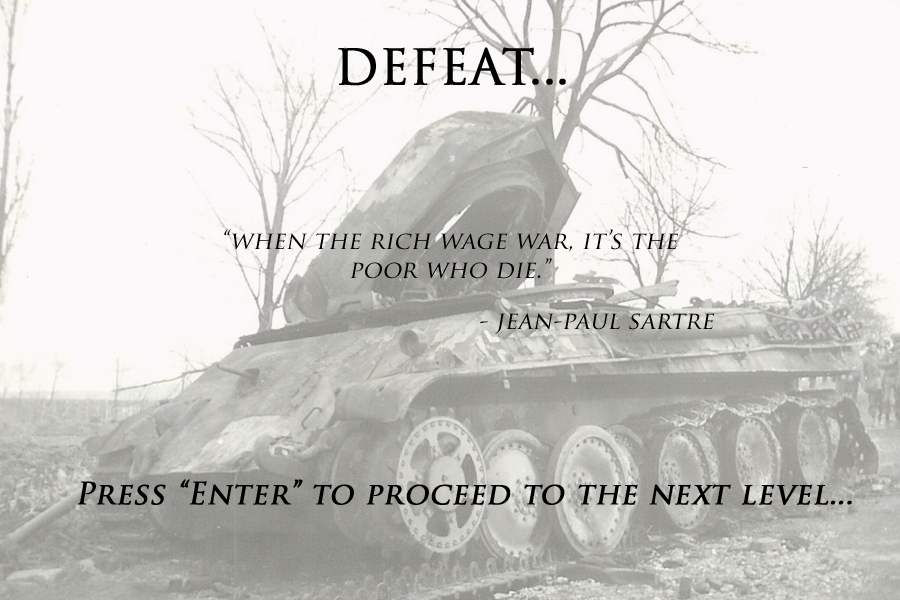 DEFEAT...
“WHEN THE RICH WAGE WAR, IT’S THE
POOR WHO DIE.”
- JEAN-PAUL SARTRE
PRESS “ENTER” TO PROCEED TO THE NEXT LEVEL...